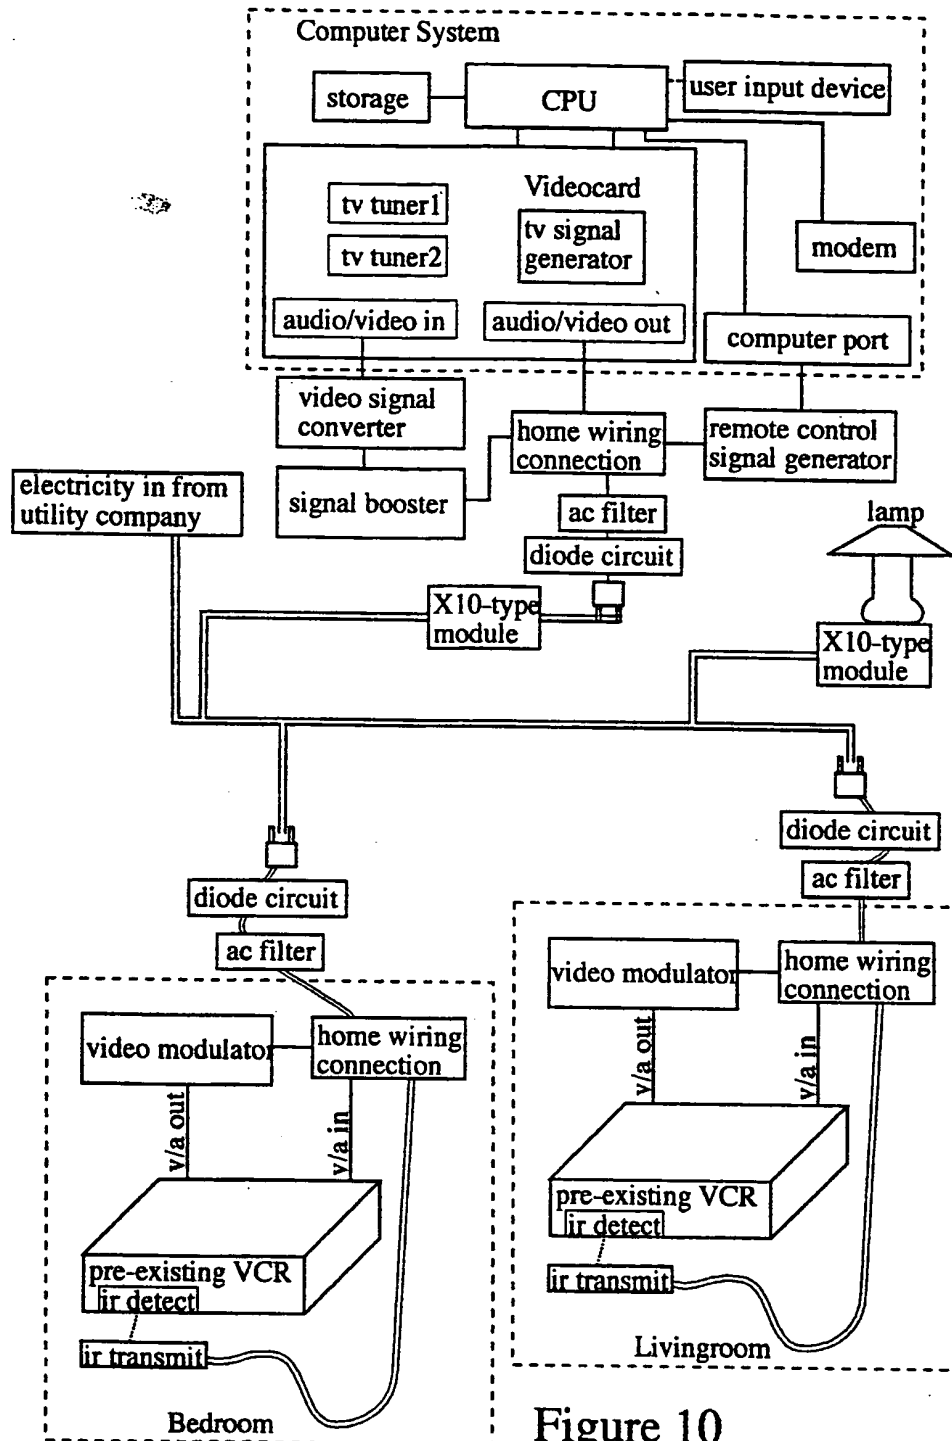 Computer System
storage
CPU
user input device
Videocard
tv tuner1
tv signal
generator
tv tuner2
modem
audio/video in
audio/video out
computer port
video signal
converter
home wiring
connection
remote control
signal generator
electricity in from
utility company
signal booster
ac filter
lamp
diode circuit
X10-type
module
X10-type
module
diode circuit
ac filter
diode circuit
ac filter
video modulator
home wiring
connection
v/a out
v/a in
pre-existing VCR
ir detect
ir transmit
Livingroom
video modulator
home wiring
connection
v/a out
v/a in
pre-existing VCR
ir detect
ir transmit
Bedroom
Figure 10